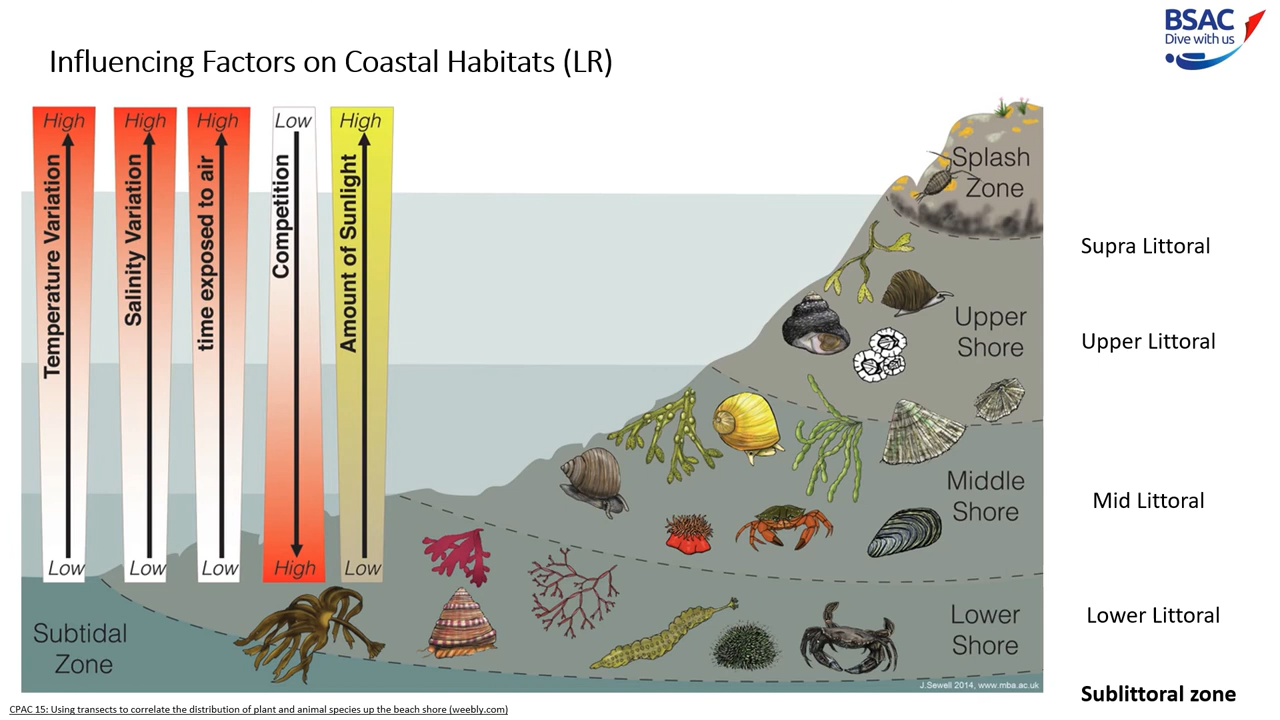 BSAC
Dive with us
Influencing Factors on Coastal Habitats (LR)
High
High
High
Low
High
Temperature Variation
Salinity Variation
time exposed to air
Competition
Amount of Sunlight
Low
Low
Low
High
Low
Splash
Zone
Upper
Shore
Middle
Shore
Lower
Shore
Subtidal
Zone
Supra Littoral
Upper Littoral
Mid Littoral
Lower Littoral
Sublittoral zone
J.Sewell 2014, www.mba.ac.uk
CPAC 15: Using transects to correlate the distribution of plant and animal species up the beach shore (weebly.com)